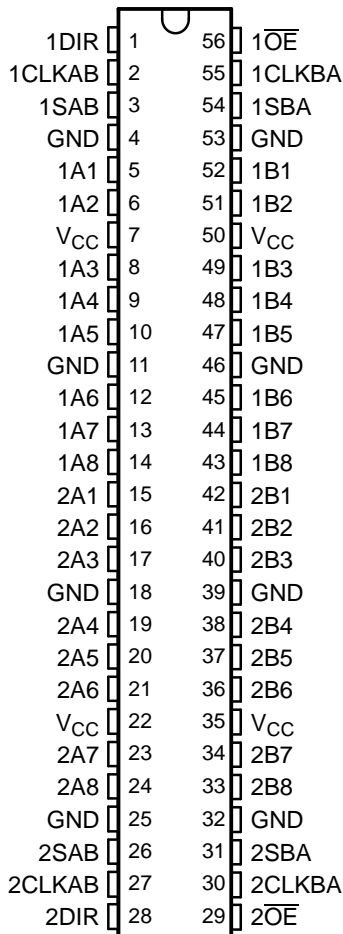 1DIR 1 56 1O̅E̅
1CLKAB 2 55 1CLKBA
1SAB 3 54 1SBA
GND 4 53 GND
1A1 5 52 1B1
1A2 6 51 1B2
VCC 7 50 VCC
1A3 8 49 1B3
1A4 9 48 1B4
1A5 10 47 1B5
GND 11 46 GND
1A6 12 45 1B6
1A7 13 44 1B7
1A8 14 43 1B8
2A1 15 42 2B1
2A2 16 41 2B2
2A3 17 40 2B3
GND 18 39 GND
2A4 19 38 2B4
2A5 20 37 2B5
2A6 21 36 2B6
VCC 22 35 VCC
2A7 23 34 2B7
2A8 24 33 2B8
GND 25 32 GND
2SAB 26 31 2SBA
2CLKAB 27 30 2CLKBA
2DIR 28 29 2O̅E̅